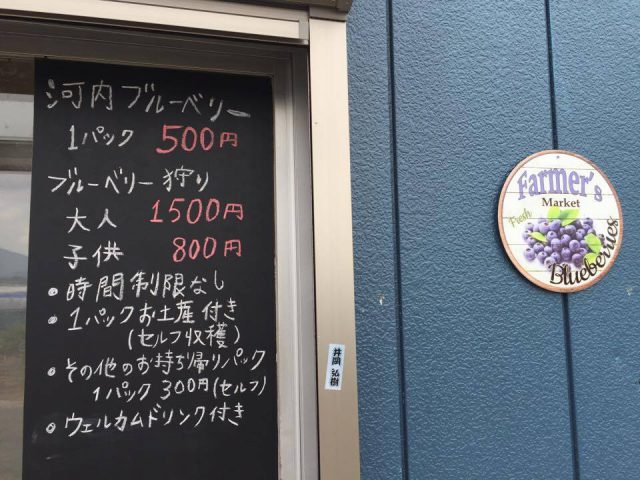 河内ブルーベリー
1パック 500円
ブルーベリー狩り
大人 1500円
子供 800円
・時間制限なし
・1パックお土産付き
(セルフ収穫)
・その他のお持ち帰りパック
1パック 300円(セルフ)
・ウェルカムドリンク付き
井岡 弘樹
Farmer's
Market
Fresh
Blueberries